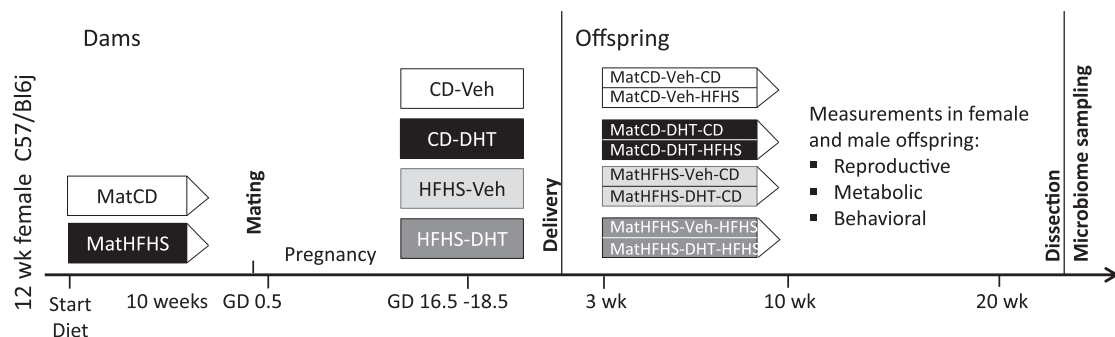 12 wk female C57/Bl6j
Dams
MatCD
MatHFHS
Mating
Pregnancy
CD-Veh
CD-DHT
HFHS-Veh
HFHS-DHT
Delivery
Offspring
MatCD-Veh-CD
MatCD-Veh-HFHS
MatCD-DHT-CD
MatCD-DHT-HFHS
MatHFHS-Veh-CD
MatHFHS-DHT-CD
MatHFHS-Veh-HFHS
MatHFHS-DHT-HFHS
Measurements in female
and male offspring:
▪ Reproductive
▪ Metabolic
▪ Behavioral
Dissection
Microbiome sampling
Start
Diet
10 weeks
GD 0.5
GD 16.5 -18.5
3 wk
10 wk
20 wk